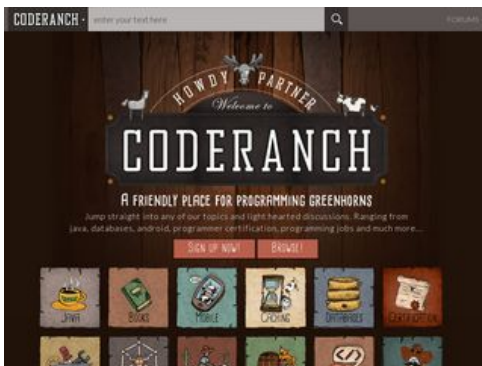 CODERANCH
enter your text here
FORUMS
HOWDY PARTNER
Welcome to
CODERANCH
A FRIENDLY PLACE FOR PROGRAMMING GREENHORNS
Jump straight into any of our topics and light hearted discussions. Ranging from
java, databases, android, programmer certification, programming jobs and much more...
SIGN UP NOW! BROWSE!
JAVA BOOKS MOBILE CACHING DATABASES CERTIFICATION